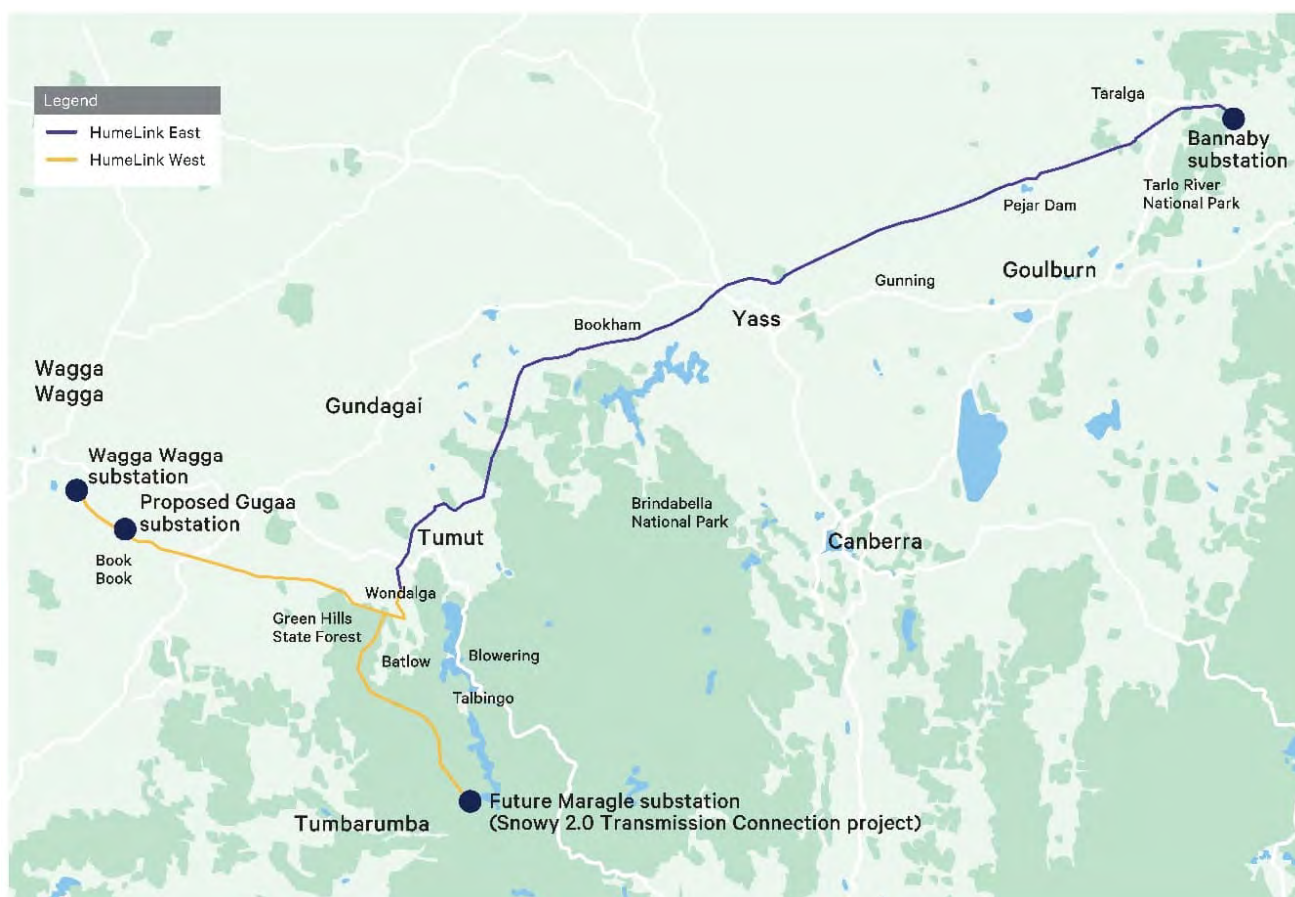 Legend
HumeLink East
HumeLink West
Taralga
Bannaby
substation
Tarlo River
National Park
Pejar Dam
Goulburn
Gunning
Yass
Bookham
Wagga
Wagga
Gundagai
Wagga Wagga
substation
Proposed Gugaa
substation
Brindabella
National Park
Tumut
Canberra
Book
Book
Wondalga
Green Hills
State Forest
Batlow
Blowering
Talbingo
Future Maragle substation
(Snowy 2.0 Transmission Connection project)
Tumbarumba